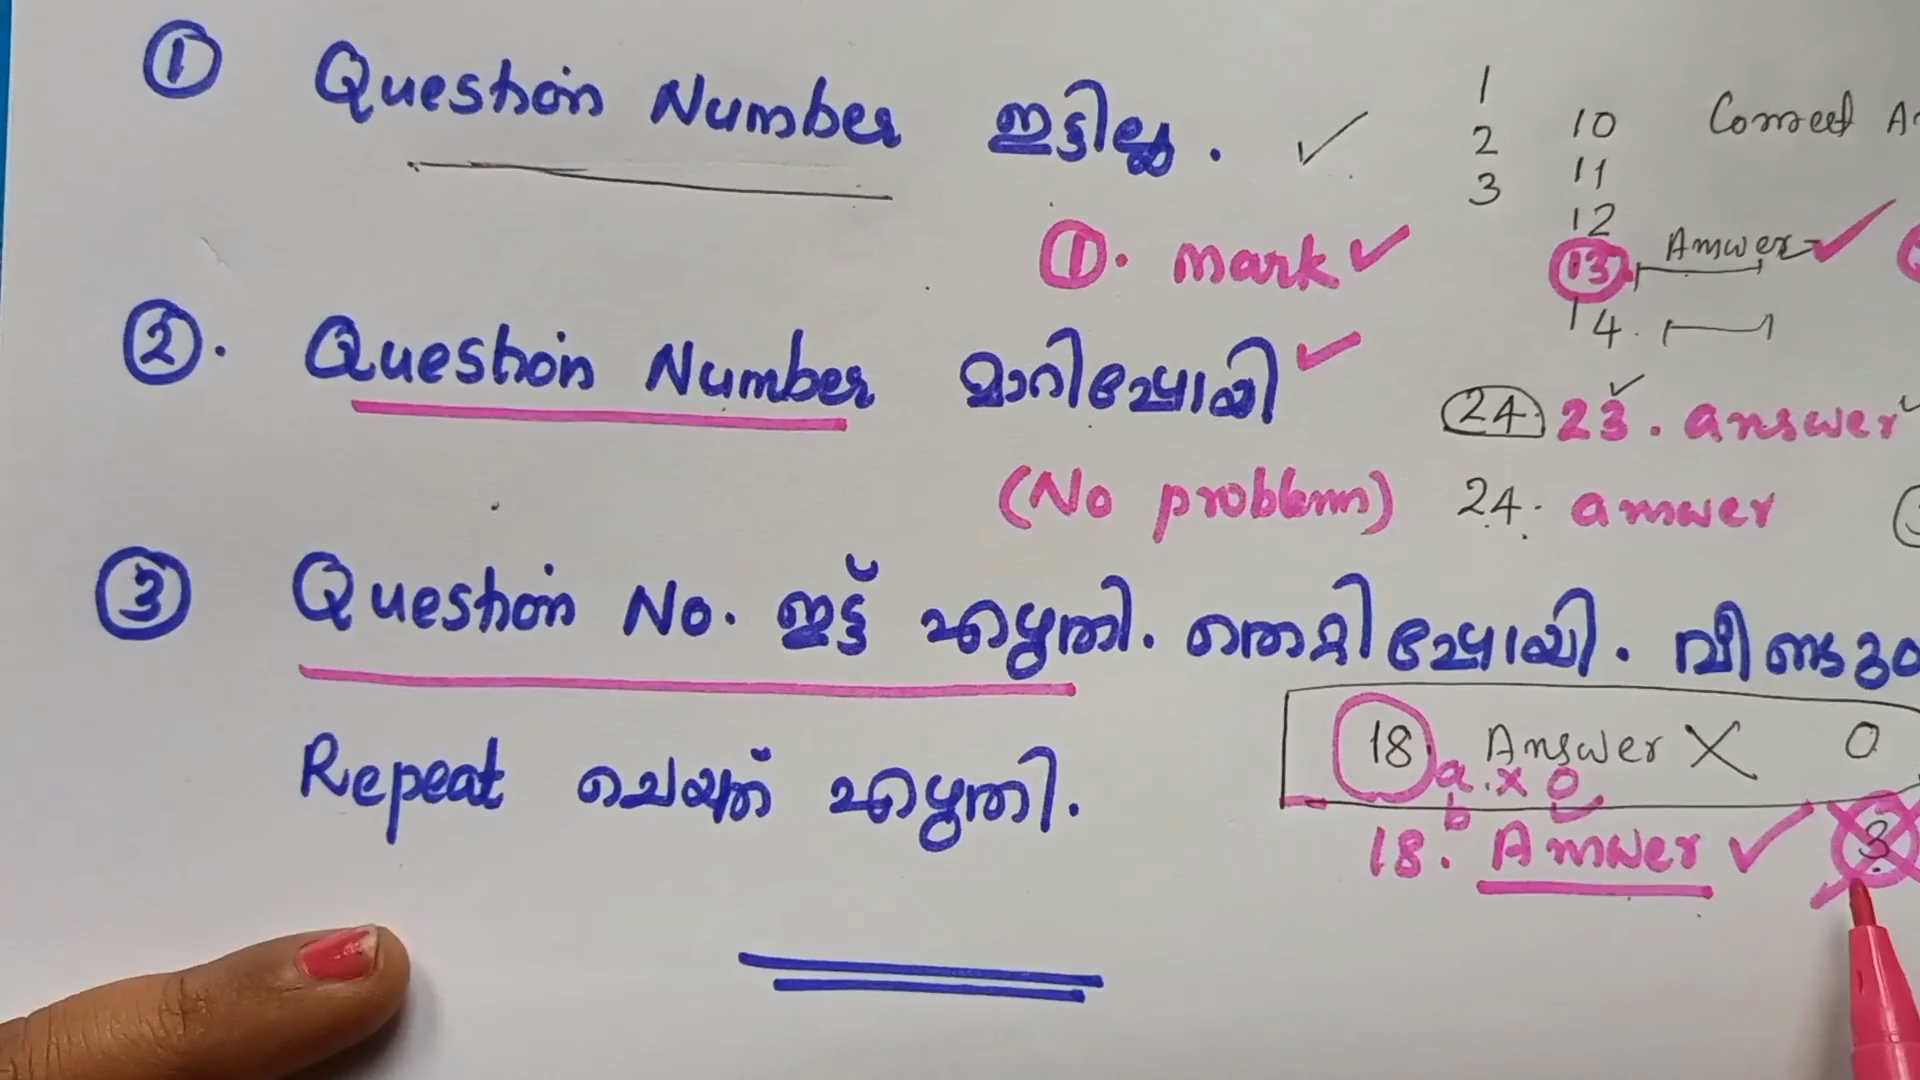 ① Question Number ഇട്ടില്ല.
1
2
3
10
11
12
13 Answer
14.
Correct
①. mark
②. Question Number മാറിപ്പോയി
(No problem)
24. 23. answer
24. answer
③ Question No. ഇട്ട് എഴുതി. തെറ്റിപ്പോയി. വീണ്ടും
Repeat ചെയ്ത് എഴുതി.
18. Answer X 0
a. x 0
b
18. Answer 3